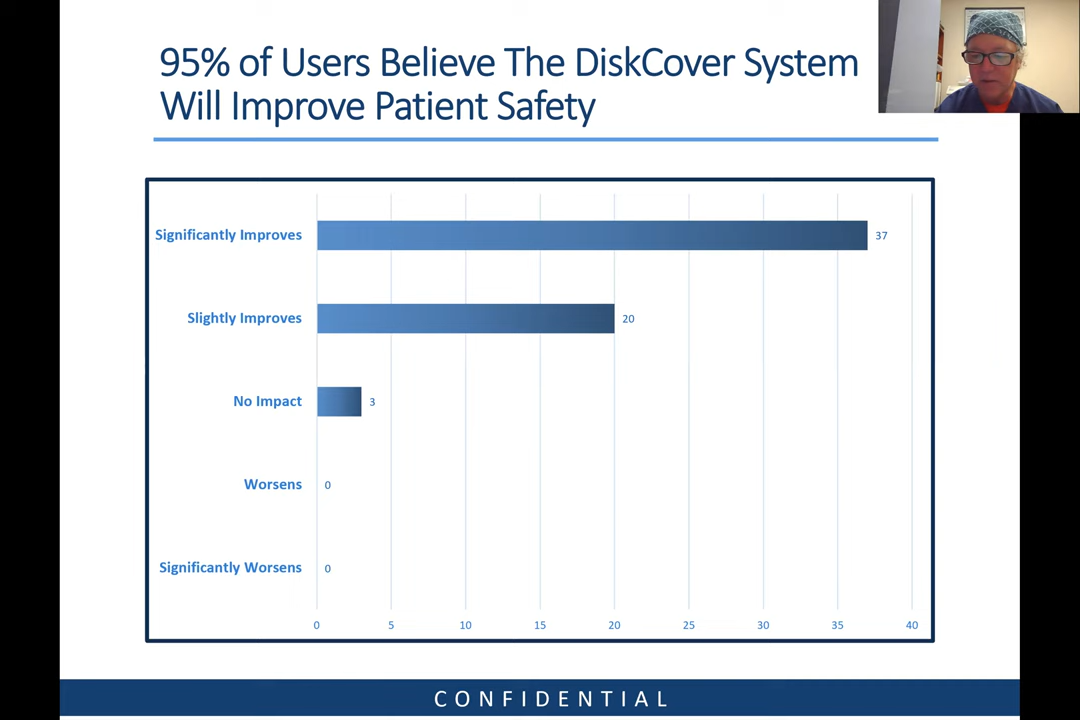 95% of Users Believe The DiskCover System
Will Improve Patient Safety
Significantly Improves
37
Slightly Improves
20
No Impact
3
Worsens
0
Significantly Worsens
0
0 5 10 15 20 25 30 35 40
CONFIDENTIAL